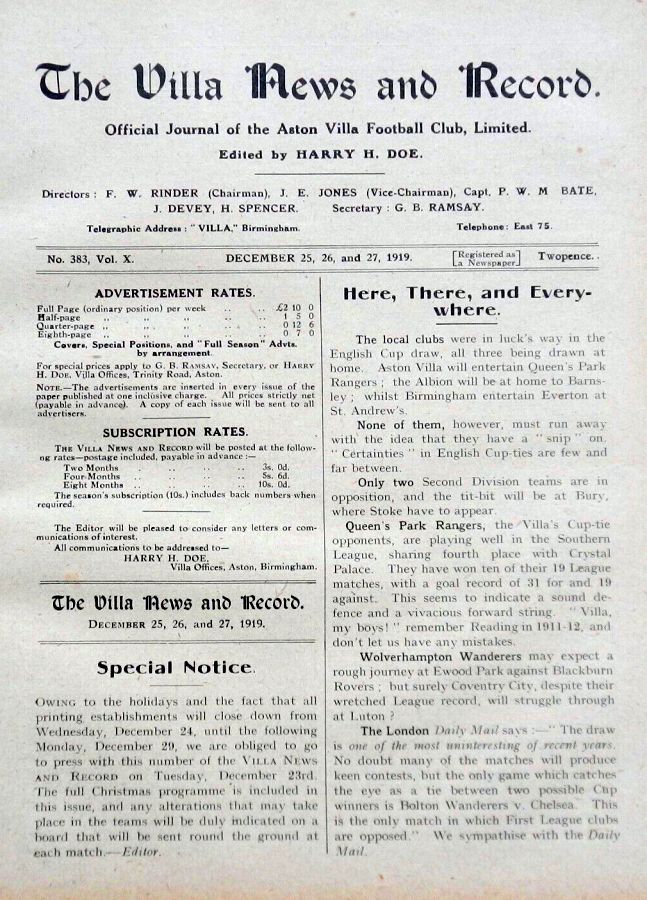 The Villa News and Record.
Official Journal of the Aston Villa Football Club, Limited.
Edited by HARRY H. DOE.
Directors : F. W. RINDER (Chairman), J. E. JONES (Vice-Chairman), Capt. P. W. M BATE,
J. DEVEY, H. SPENCER. Secretary : G. B. RAMSAY.
Telegraphic Address : " VILLA," Birmingham. Telephone: East 75.
No. 383, Vol. X. DECEMBER 25, 26, and 27, 1919. [Registered as a Newspaper.] Twopence.
ADVERTISEMENT RATES.
Full Page (ordinary position) per week .. .. £2 10 0
Half-page „ „ „ .. .. 1 5 0
Quarter-page „ „ „ .. .. 0 12 6
Eighth-page „ „ „ .. .. 0 7 0
Covers, Special Positions, and "Full Season" Advts.
by arrangement.
For special prices apply to G. B. RAMSAY, Secretary, or HARRY
H. DOE, Villa Offices, Trinity Road, Aston.
NOTE.—The advertisements are inserted in every issue of the
paper published at one inclusive charge. All prices strictly net
(payable in advance). A copy of each issue will be sent to all
advertisers.
SUBSCRIPTION RATES.
THE VILLA NEWS AND RECORD will be posted at the follow-
ng rates—postage included, payable in advance :—
Two Months .. .. .. .. 3s. 0d.
Four Months .. .. .. .. 5s. 6d.
Eight Months .. .. .. .. 10s. 0d.
The season's subscription (10s.) includes back numbers when
required.
The Editor will be pleased to consider any letters or com-
munications of interest.
All communications to be addressed to—
HARRY H. DOE,
Villa Offices, Aston, Birmingham.
The Villa News and Record.
DECEMBER 25, 26, and 27, 1919.
Special Notice.
OWING to the holidays and the fact that all
printing establishments will close down from
Wednesday, December 24, until the following
Monday, December 29, we are obliged to go
to press with this number of the VILLA NEWS
AND RECORD on Tuesday, December 23rd.
The full Christmas programme is included in
this issue, and any alterations that may take
place in the teams will be duly indicated on a
board that will be sent round the ground at
each match.—Editor.
Here, There, and Every-
where.
The local clubs were in luck's way in the
English Cup draw, all three being drawn at
home. Aston Villa will entertain Queen's Park
Rangers ; the Albion will be at home to Barns-
ley ; whilst Birmingham entertain Everton at
St. Andrew's.
None of them, however, must run away
with the idea that they have a " snip " on.
" Certainties " in English Cup-ties are few and
far between.
Only two Second Division teams are in
opposition, and the tit-bit will be at Bury,
where Stoke have to appear.
Queen's Park Rangers, the Villa's Cup-tie
opponents, are playing well in the Southern
League, sharing fourth place with Crystal
Palace. They have won ten of their 19 League
matches, with a goal record of 31 for and 19
against. This seems to indicate a sound de-
fence and a vivacious forward string. " Villa,
my boys! " remember Reading in 1911-12, and
don't let us have any mistakes.
Wolverhampton Wanderers may expect a
rough journey at Ewood Park against Blackburn
Rovers ; but surely Coventry City, despite their
wretched League record, will struggle through
at Luton ?
The London Daily Mail says :—" The draw
is one of the most uninteresting of recent years.
No doubt many of the matches will produce
keen contests, but the only game which catches
the eye as a tie between two possible Cup
winners is Bolton Wanderers v. Chelsea. This
is the only match in which First League clubs
are opposed." We sympathise with the Daily
Mail.